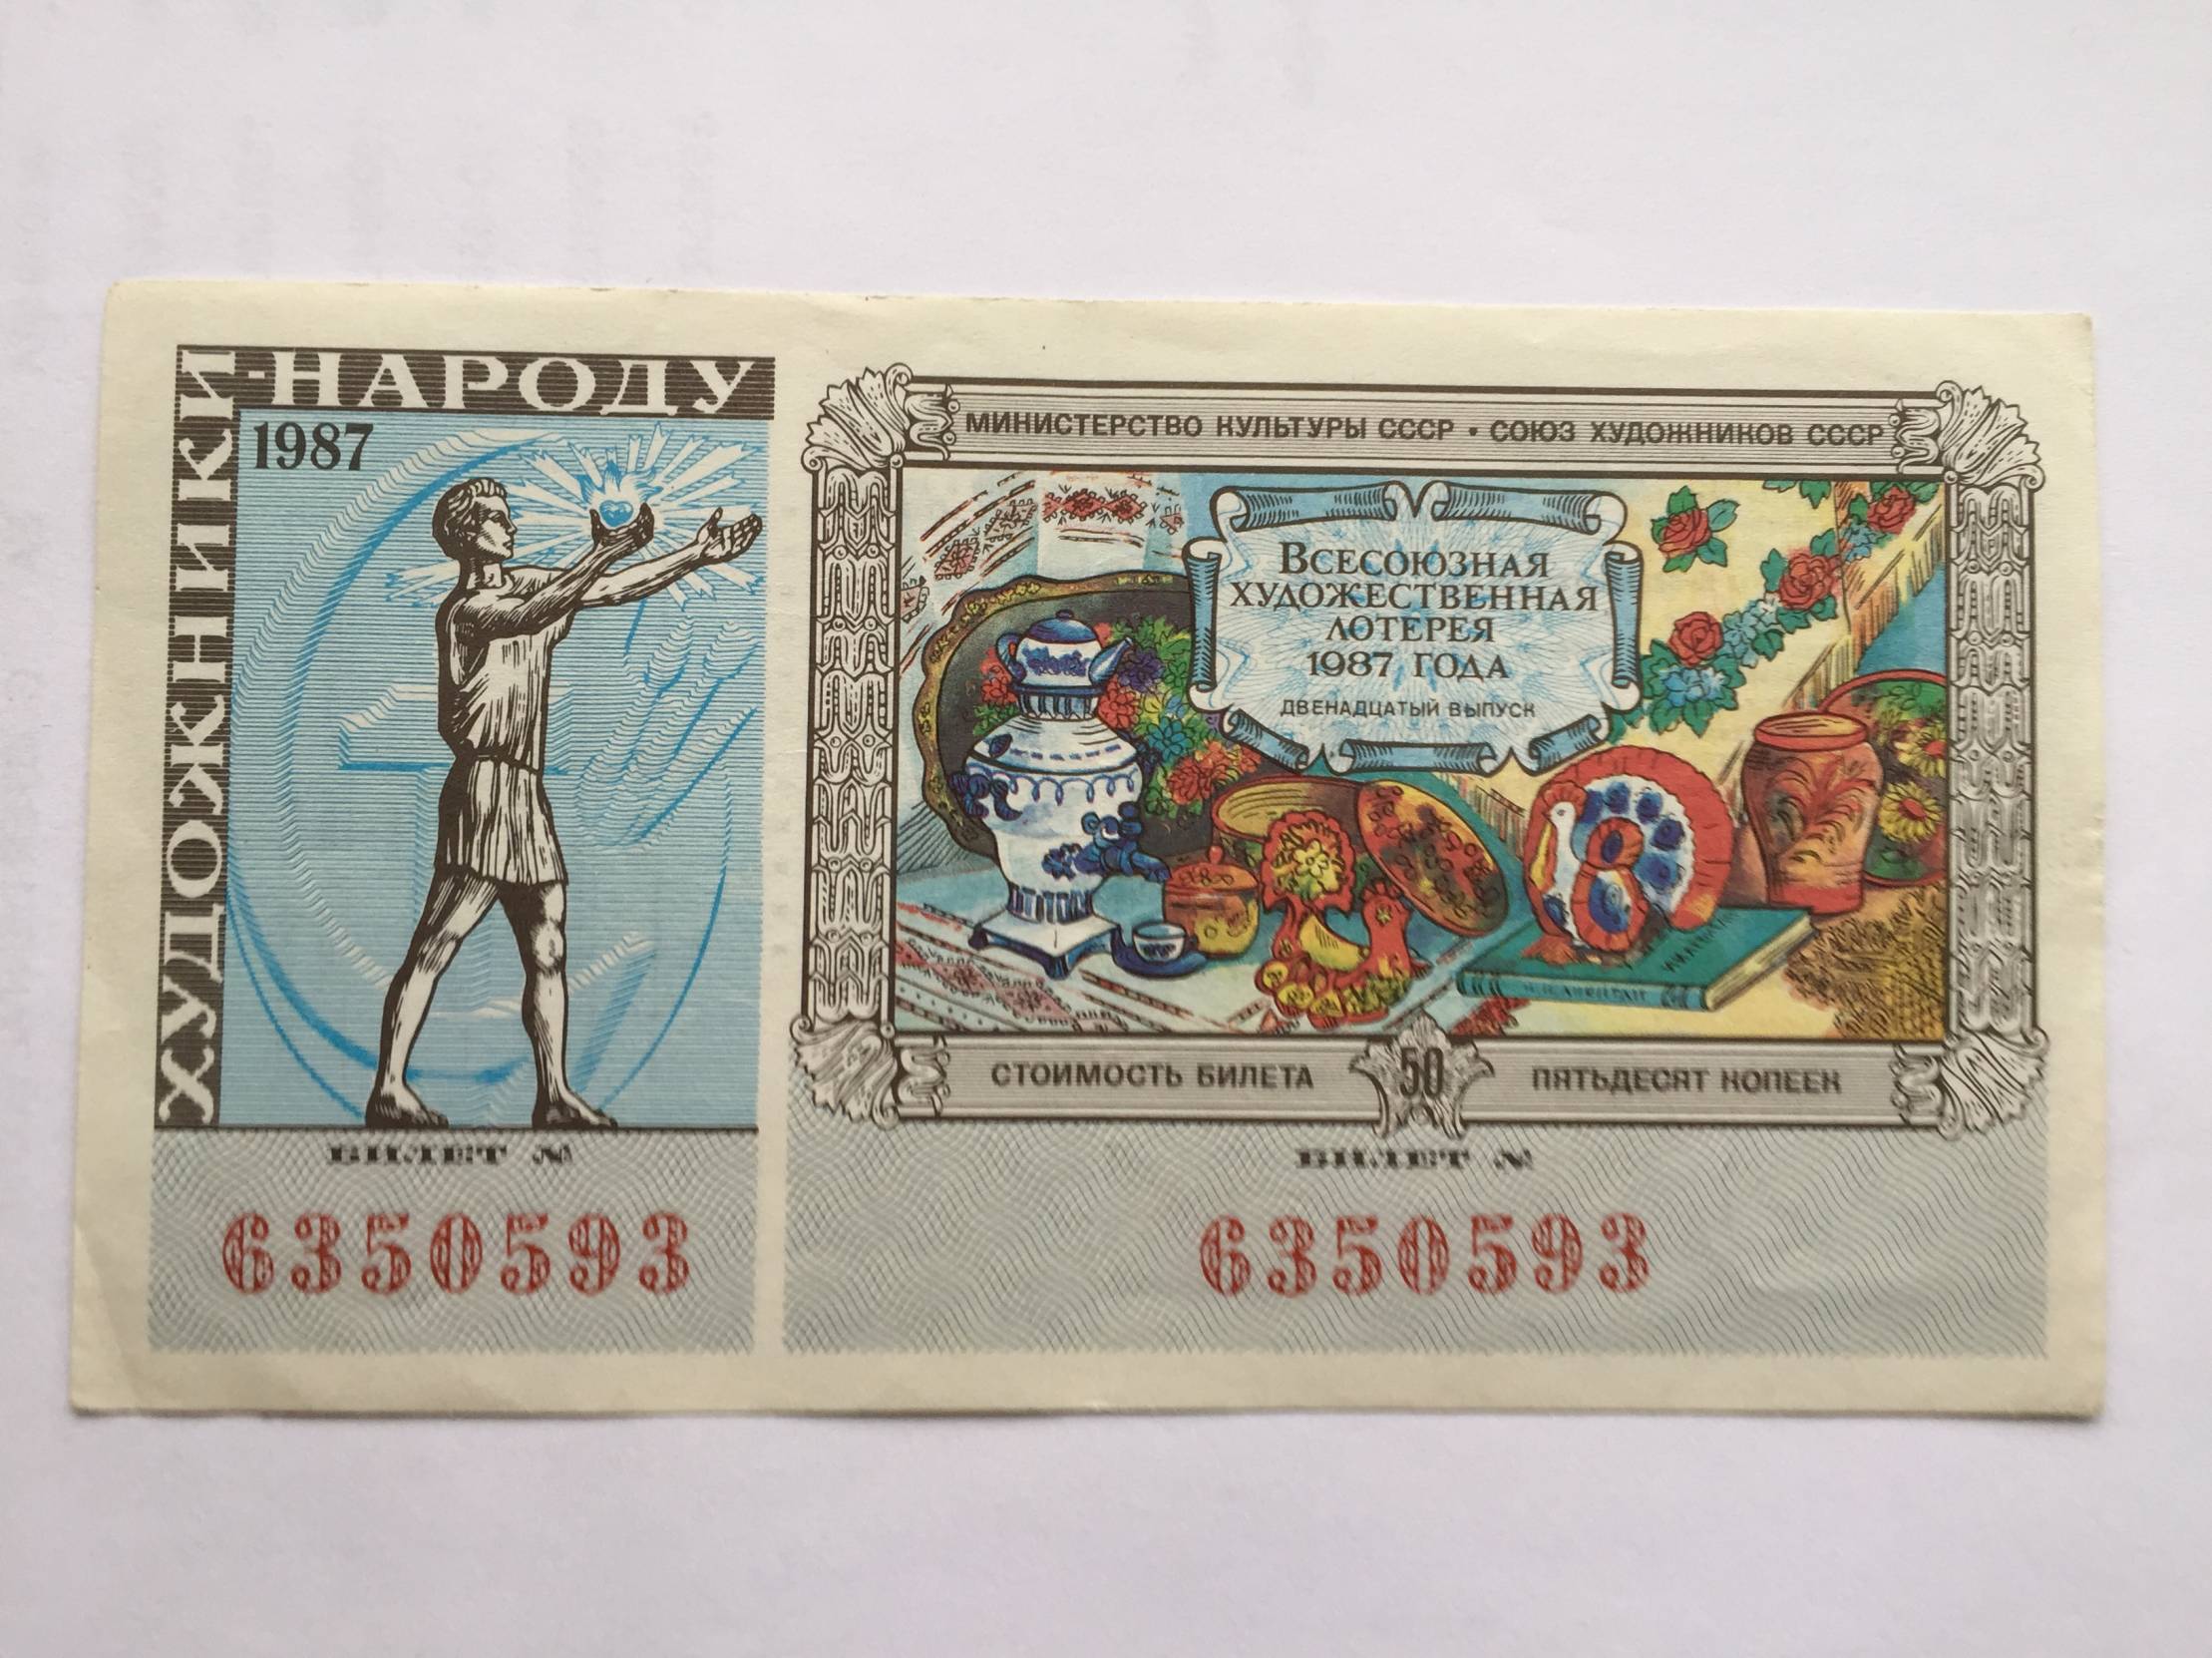 ХУДОЖНИКИ-НАРОДУ
1987
БИЛЕТ №
6350593
МИНИСТЕРСТВО КУЛЬТУРЫ СССР • СОЮЗ ХУДОЖНИКОВ СССР
ВСЕСОЮЗНАЯ
ХУДОЖЕСТВЕННАЯ
ЛОТЕРЕЯ
1987 ГОДА
ДВЕНАДЦАТЫЙ ВЫПУСК
СТОИМОСТЬ БИЛЕТА 50 ПЯТЬДЕСЯТ КОПЕЕК
БИЛЕТ №
6350593